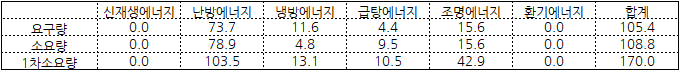 신재생에너지 난방에너지 냉방에너지 급탕에너지 조명에너지 환기에너지 합계
요구량 0.0 73.7 11.6 4.4 15.6 0.0 105.4
소요량 0.0 78.9 4.8 9.5 15.6 0.0 108.8
1차소요량 0.0 103.5 13.1 10.5 42.9 0.0 170.0